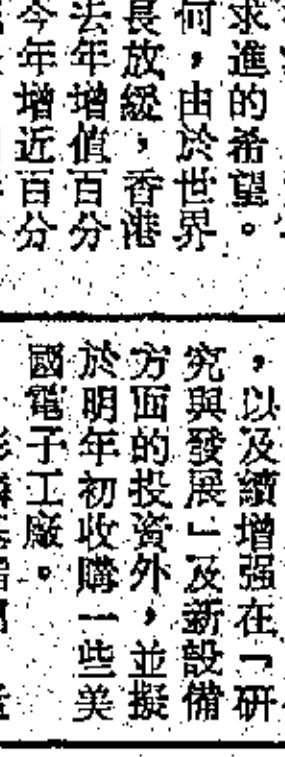 求進的希望。
何，由於世界
長放緩，香港
去年增值百分
今年增近百分
，以及續增强在「研
究與發展」及新設備
方面的投資外，並擬
於明年初收購一些美
國電子工廠。